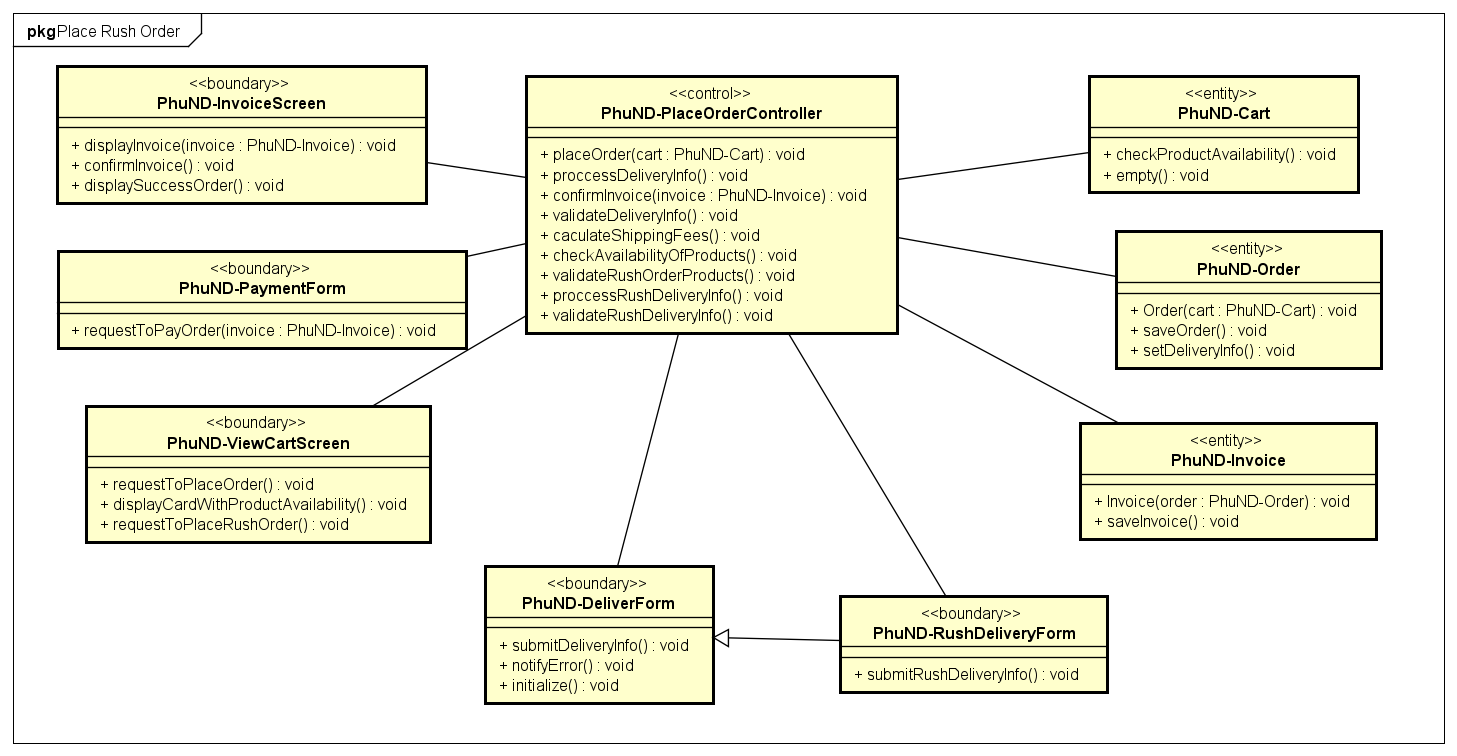 pkg Place Rush Order
<<boundary>>
PhuND-InvoiceScreen
+ displayInvoice(invoice : PhuND-Invoice) : void
+ confirmInvoice() : void
+ displaySuccessOrder() : void
<<control>>
PhuND-PlaceOrderController
+ placeOrder(cart : PhuND-Cart) : void
+ proccessDeliveryInfo() : void
+ confirmInvoice(invoice : PhuND-Invoice) : void
+ validateDeliveryInfo() : void
+ caculateShippingFees() : void
+ checkAvailabilityOfProducts() : void
+ validateRushOrderProducts() : void
+ proccessRushDeliveryInfo() : void
+ validateRushDeliveryInfo() : void
<<entity>>
PhuND-Cart
+ checkProductAvailability() : void
+ empty() : void
<<boundary>>
PhuND-PaymentForm
+ requestToPayOrder(invoice : PhuND-Invoice) : void
<<entity>>
PhuND-Order
+ Order(cart : PhuND-Cart) : void
+ saveOrder() : void
+ setDeliveryInfo() : void
<<boundary>>
PhuND-ViewCartScreen
+ requestToPlaceOrder() : void
+ displayCardWithProductAvailability() : void
+ requestToPlaceRushOrder() : void
<<entity>>
PhuND-Invoice
+ Invoice(order : PhuND-Order) : void
+ saveInvoice() : void
<<boundary>>
PhuND-DeliverForm
+ submitDeliveryInfo() : void
+ notifyError() : void
+ initialize() : void
<<boundary>>
PhuND-RushDeliveryForm
+ submitRushDeliveryInfo() : void